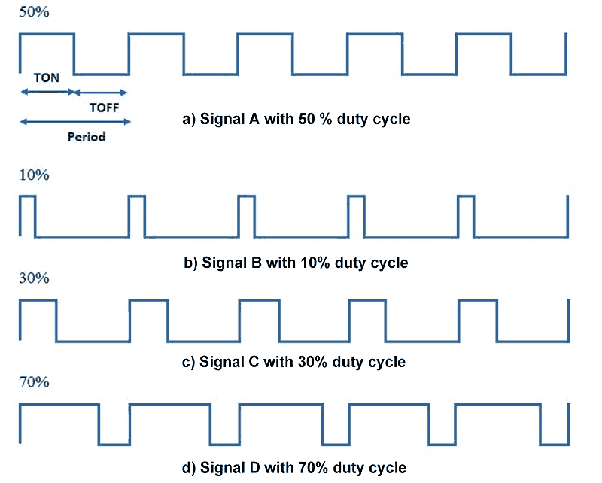 50%
TON
TOFF
Period
a) Signal A with 50 % duty cycle
10%
b) Signal B with 10% duty cycle
30%
c) Signal C with 30% duty cycle
70%
d) Signal D with 70% duty cycle